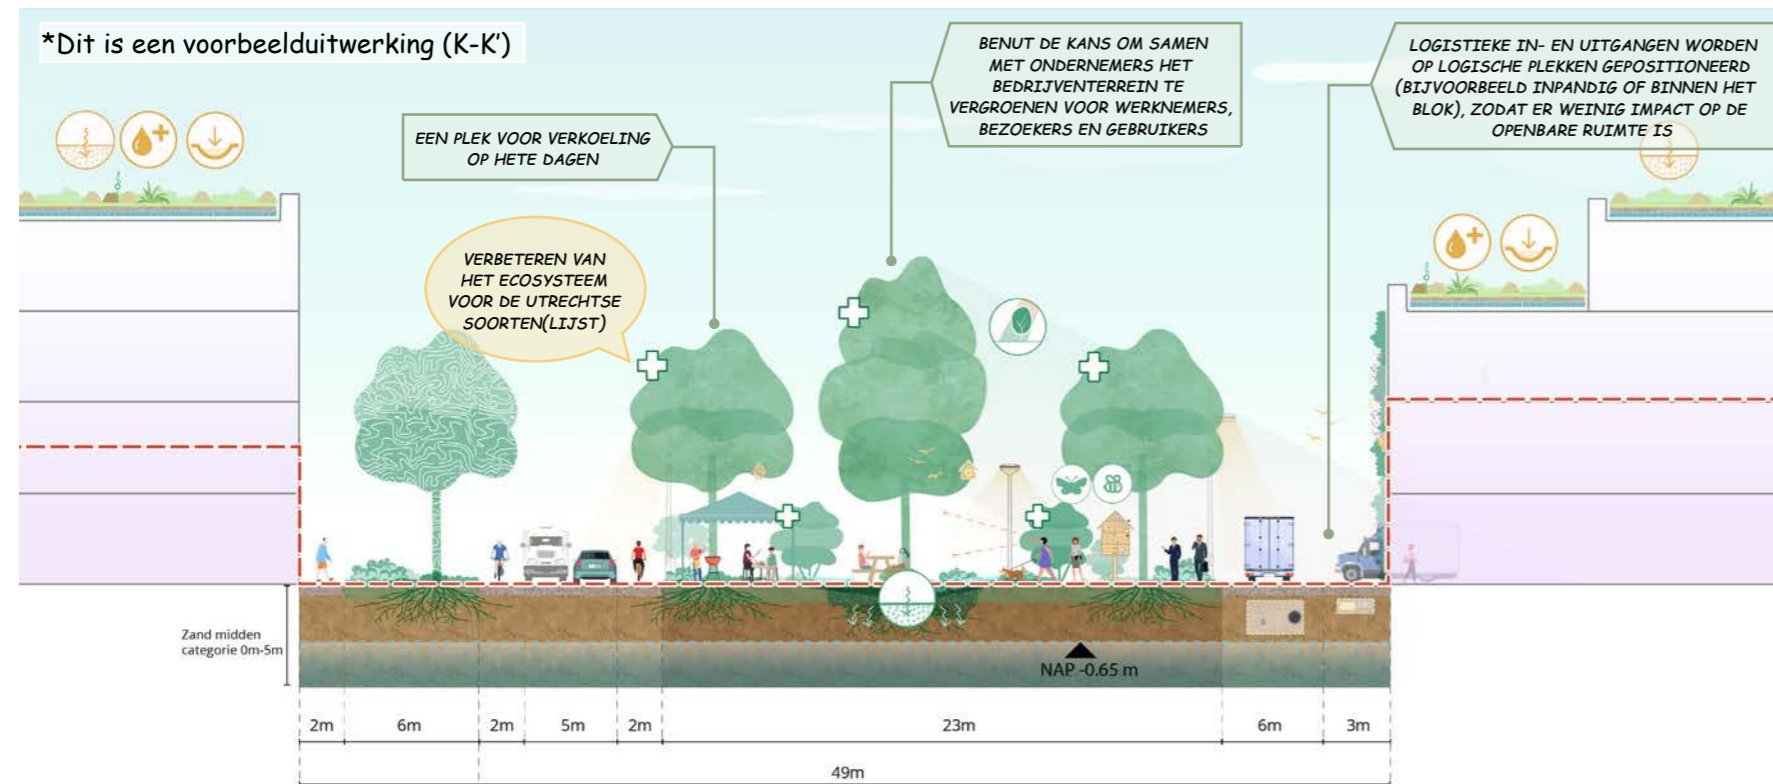 *Dit is een voorbeelduitwerking (K-K')
EEN PLEK VOOR VERKOELING
OP HETE DAGEN
BENUT DE KANS OM SAMEN
MET ONDERNEMERS HET
BEDRIJVENTERREIN TE
VERGROENEN VOOR WERKNEMERS,
BEZOEKERS EN GEBRUIKERS
LOGISTIEKE IN- EN UITGANGEN WORDEN
OP LOGISCHE PLEKKEN GEPOSITIONEERD
(BIJVOORBEELD INPANDIG OF BINNEN HET
BLOK), ZODAT ER WEINIG IMPACT OP DE
OPENBARE RUIMTE IS
VERBETEREN VAN
HET ECOSYSTEEM
VOOR DE UTRECHTSE
SOORTEN(LIJST)
Zand midden
categorie 0m-5m
NAP -0.65 m
2m 6m 2m 5m 2m 23m 6m 3m
49m